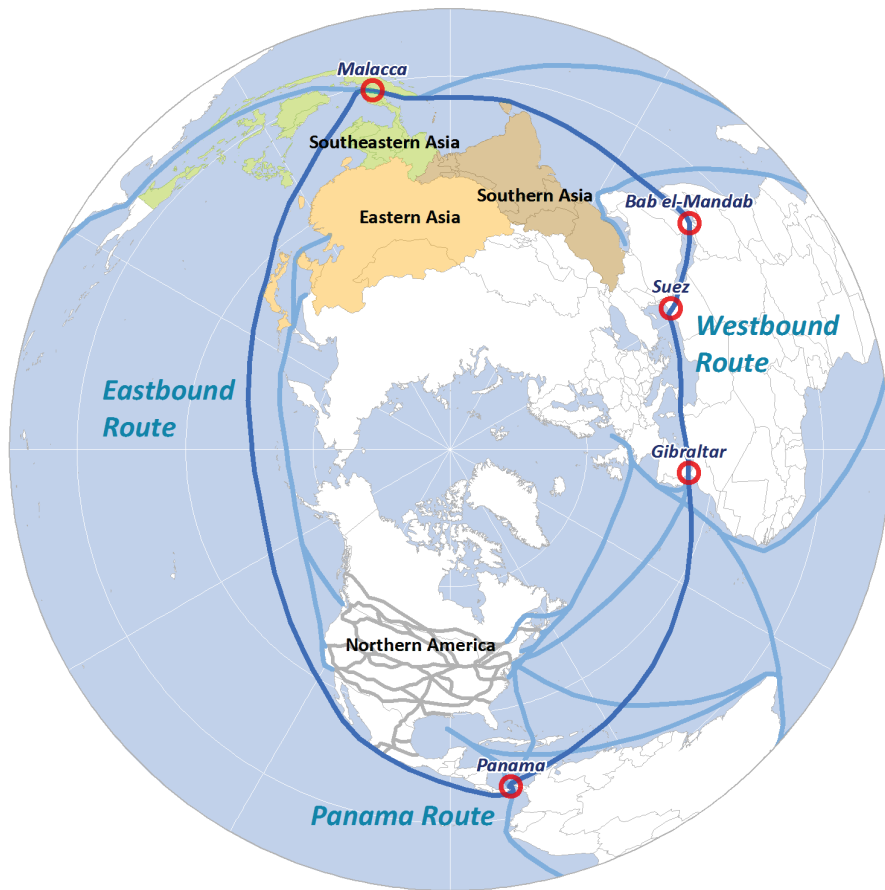 Malacca
Southeastern Asia
Southern Asia
Bab el-Mandab
Eastern Asia
Suez
Westbound
Route
Eastbound
Route
Gibraltar
Northern America
Panama
Panama Route